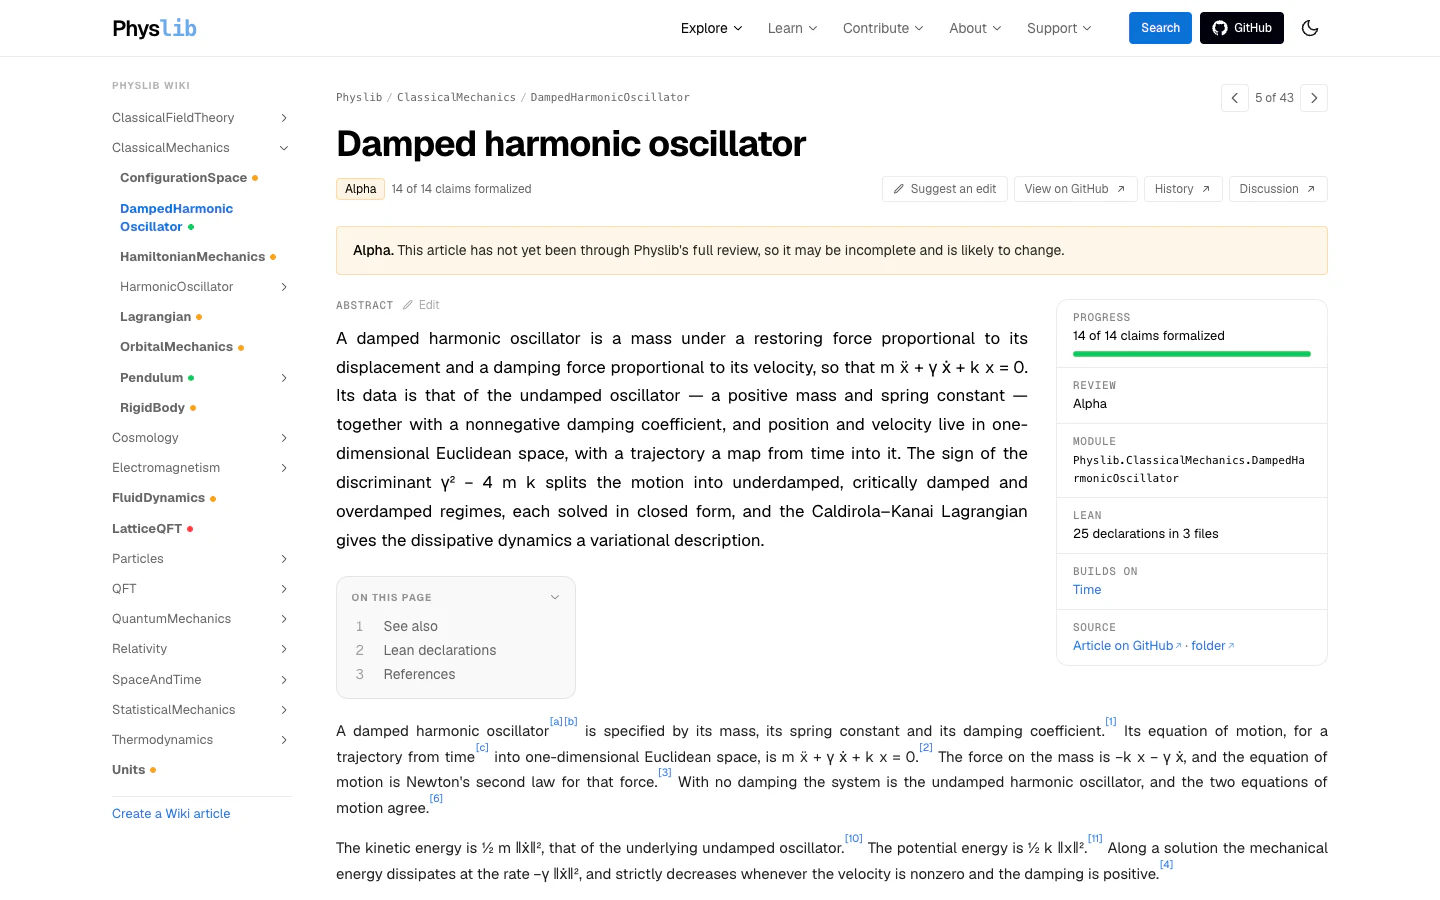 Physlib
Explore
Learn
Contribute
About
Support
Search
GitHub
PHYSLIB WIKI
ClassicalFieldTheory
ClassicalMechanics
ConfigurationSpace
DampedHarmonic
Oscillator
HamiltonianMechanics
HarmonicOscillator
Lagrangian
OrbitalMechanics
Pendulum
RigidBody
Cosmology
Electromagnetism
FluidDynamics
LatticeQFT
Particles
QFT
QuantumMechanics
Relativity
SpaceAndTime
StatisticalMechanics
Thermodynamics
Units
Create a Wiki article
Physlib / ClassicalMechanics / DampedHarmonicOscillator
5 of 43
Damped harmonic oscillator
Alpha 14 of 14 claims formalized
Suggest an edit
View on GitHub ↗
History ↗
Discussion ↗
Alpha. This article has not yet been through Physlib's full review, so it may be incomplete and is likely to change.
ABSTRACT Edit
A damped harmonic oscillator is a mass under a restoring force proportional to its
displacement and a damping force proportional to its velocity, so that m ẍ + γ ẋ + k x = 0.
Its data is that of the undamped oscillator — a positive mass and spring constant —
together with a nonnegative damping coefficient, and position and velocity live in one-
dimensional Euclidean space, with a trajectory a map from time into it. The sign of the
discriminant γ² − 4 m k splits the motion into underdamped, critically damped and
overdamped regimes, each solved in closed form, and the Caldirola–Kanai Lagrangian
gives the dissipative dynamics a variational description.
PROGRESS
14 of 14 claims formalized
REVIEW
Alpha
MODULE
Physlib.ClassicalMechanics.DampedHa
rmonicOscillator
LEAN
25 declarations in 3 files
BUILDS ON
Time
SOURCE
Article on GitHub↗ · folder↗
ON THIS PAGE
1 See also
2 Lean declarations
3 References
A damped harmonic oscillator[a][b] is specified by its mass, its spring constant and its damping coefficient.[1] Its equation of motion, for a
trajectory from time[c] into one-dimensional Euclidean space, is m ẍ + γ ẋ + k x = 0.[2] The force on the mass is −k x − γ ẋ, and the equation of
motion is Newton's second law for that force.[3] With no damping the system is the undamped harmonic oscillator, and the two equations of
motion agree.[6]
The kinetic energy is ½ m ‖ẋ‖², that of the underlying undamped oscillator.[10] The potential energy is ½ k ‖x‖².[11] Along a solution the mechanical
energy dissipates at the rate −γ ‖ẋ‖², and strictly decreases whenever the velocity is nonzero and the damping is positive.[4]